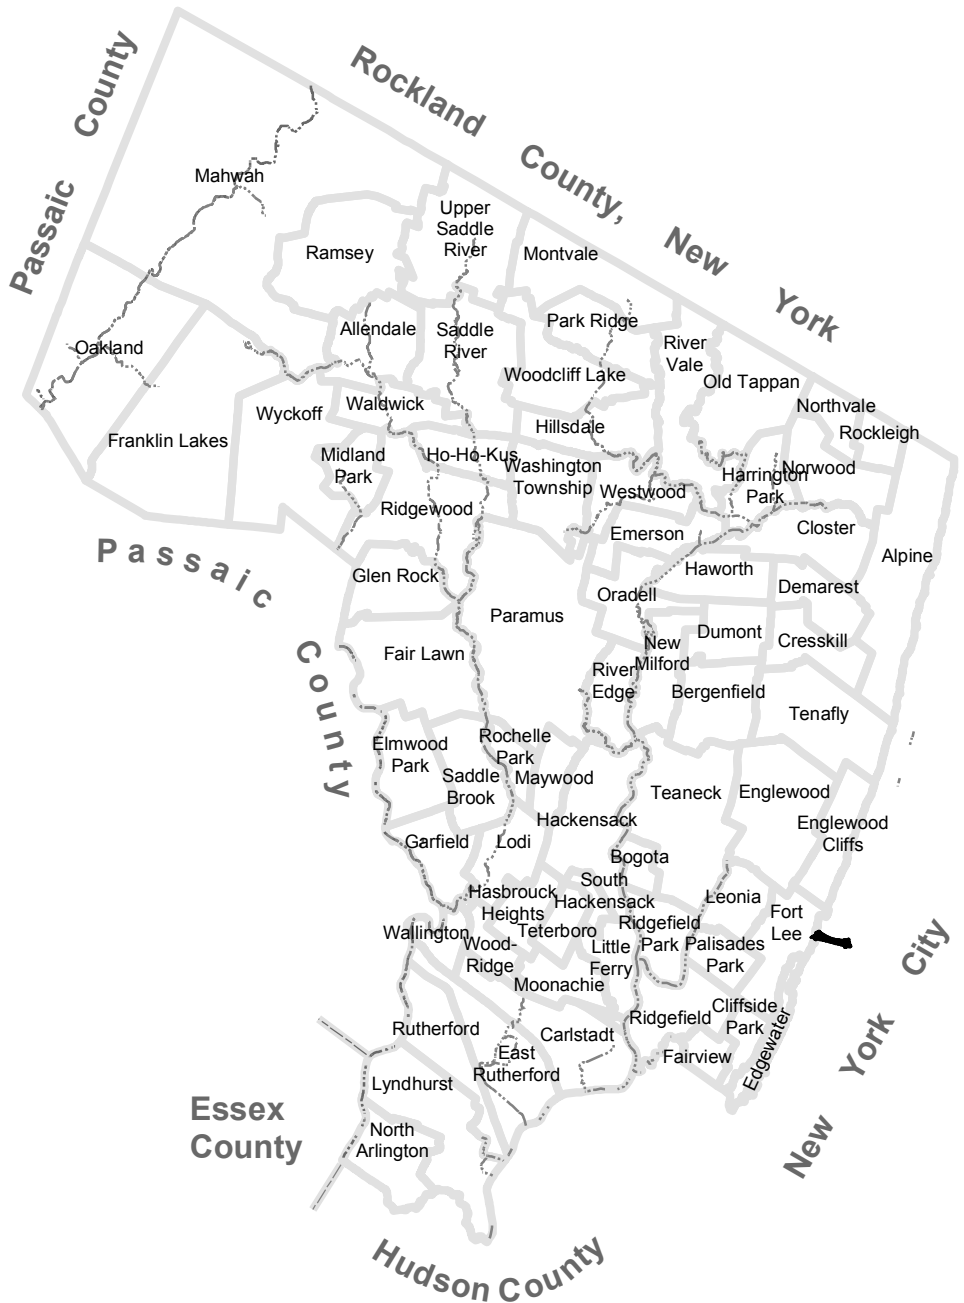 Passaic County
Rockland County, New York
Mahwah
Upper
Saddle
River
Ramsey
Montvale
Park Ridge
Allendale
Saddle
River
River
Vale
Oakland
Woodcliff Lake
Old Tappan
Wyckoff
Waldwick
Northvale
Hillsdale
Rockleigh
Franklin Lakes
Midland
Park
Ho-Ho-Kus
Washington
Township
Norwood
Harrington
Park
Westwood
Ridgewood
Emerson
Closter
Alpine
Passaic County
Glen Rock
Haworth
Demarest
Oradell
Paramus
Dumont
Cresskill
New
Milford
Fair Lawn
River
Edge
Bergenfield
Tenafly
Elmwood
Park
Rochelle
Park
Saddle
Brook
Maywood
Teaneck
Englewood
Hackensack
Englewood
Cliffs
Garfield
Lodi
Bogota
South
Hackensack
Hasbrouck
Heights
Leonia
Fort
Lee
Wallington
Teterboro
Ridgefield
Park
Palisades
Park
Wood-
Ridge
Little
Ferry
Moonachie
New York City
Rutherford
Carlstadt
Ridgefield
Cliffside
Park
Edgewater
Fairview
East
Rutherford
Lyndhurst
Essex
County
North
Arlington
Hudson County